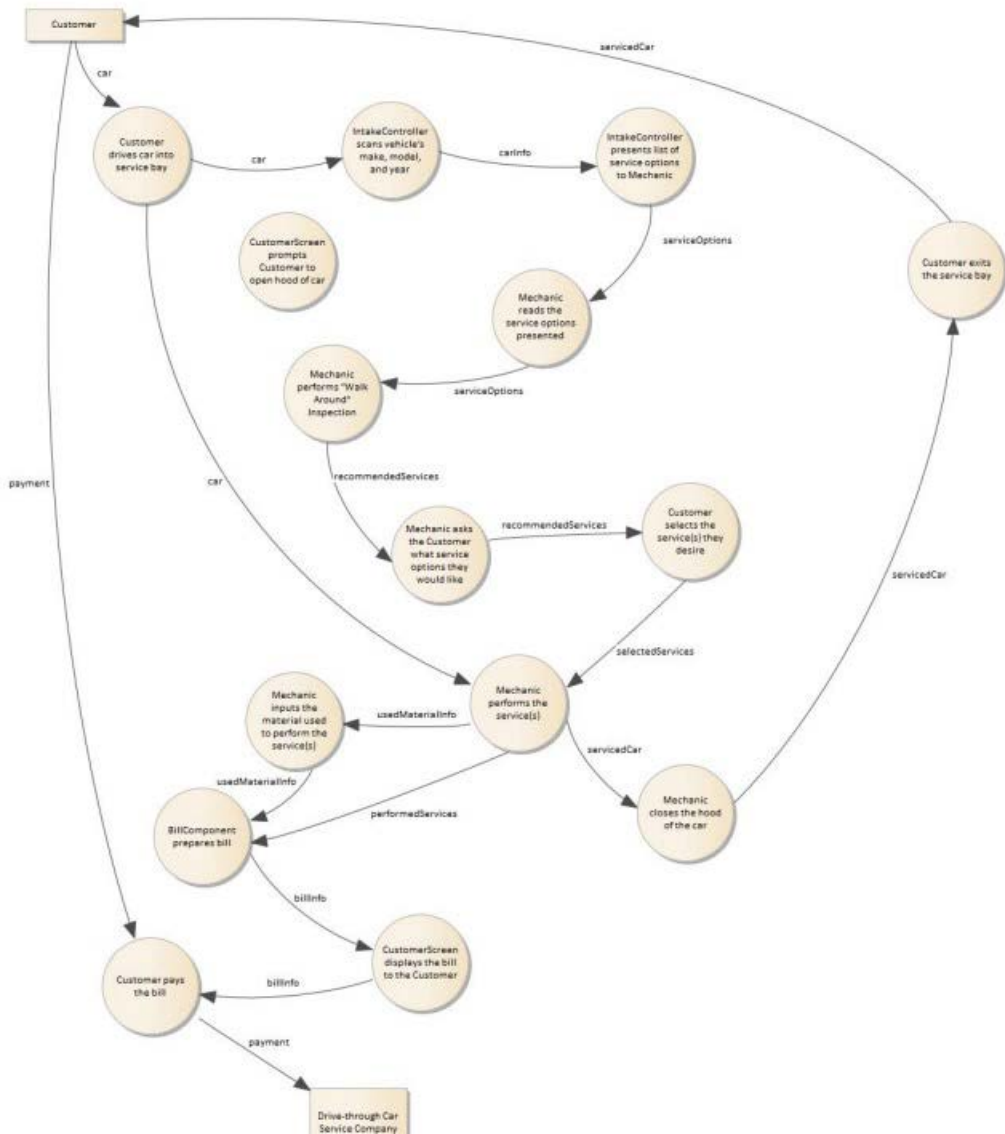 Customer
servicedCar
car
Customer
drives car into
service bay
car
IntakeController
scans vehicle's
make, model,
and year
carInfo
IntakeController
presents list of
service options
to Mechanic
serviceOptions
CustomerScreen
prompts
Customer to
open hood of car
Customer exits
the service bay
Mechanic
reads the
service options
presented
serviceOptions
Mechanic
performs "Walk
Around"
Inspection
payment
car
recommendedServices
Mechanic asks
the Customer
what service
options they
would like
recommendedServices
Customer
selects the
service(s) they
desire
servicedCar
selectedServices
Mechanic
performs the
service(s)
usedMaterialInfo
Mechanic
inputs the
material used
to perform the
service(s)
servicedCar
usedMaterialInfo
performedServices
Mechanic
closes the hood
of the car
BillComponent
prepares bill
billInfo
CustomerScreen
displays the bill
to the Customer
billInfo
Customer pays
the bill
payment
Drive-through Car
Service Company